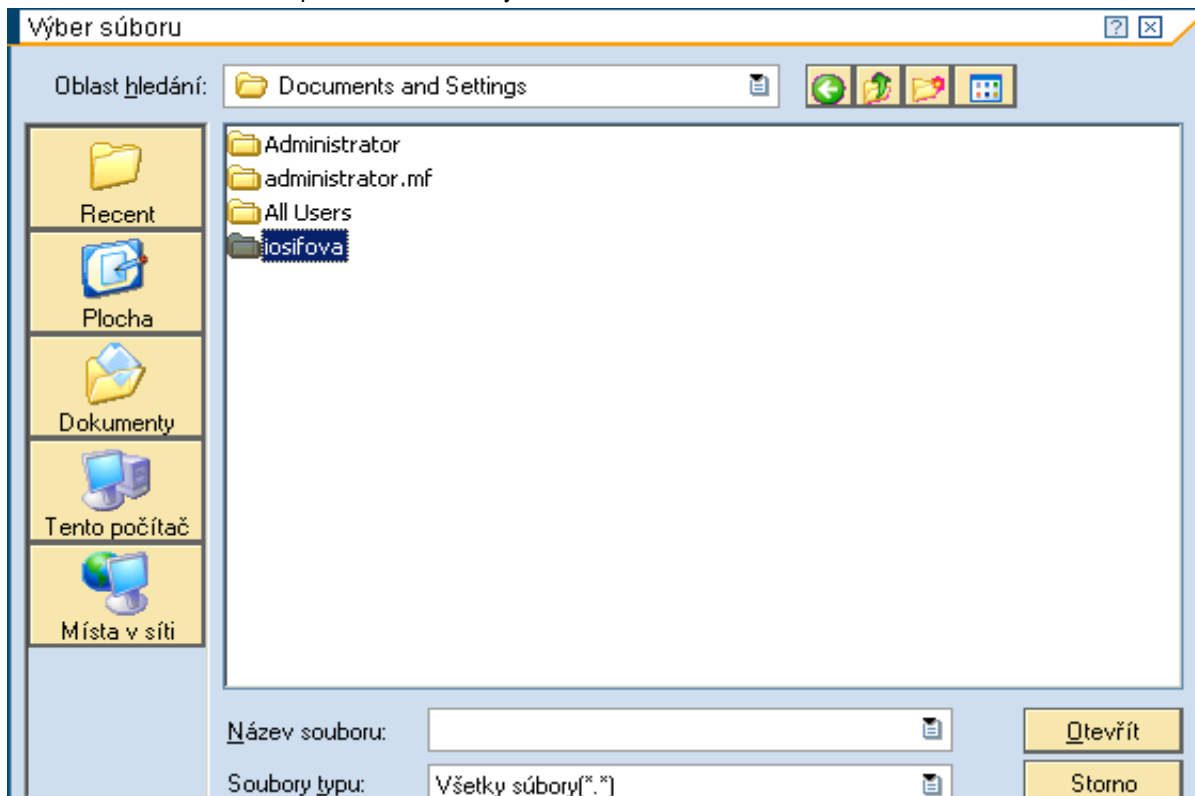 Výber súboru
Oblast hledání:
Documents and Settings
Administrator
administrator.mf
All Users
iosifova
Recent
Plocha
Dokumenty
Tento počítač
Místa v síti
Název souboru:
Otevřít
Soubory typu:
Všetky súbory(*.*)
Storno